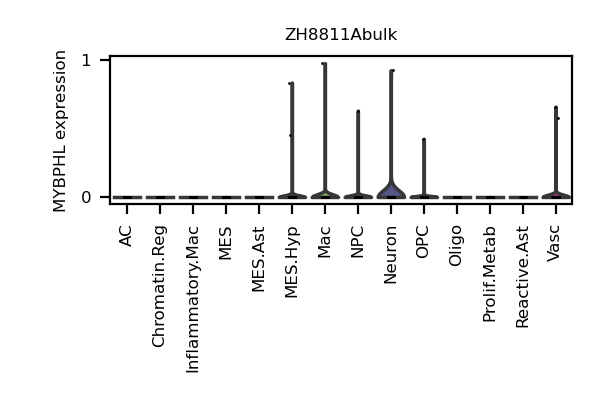 ZH8811Abulk
MYBPHL expression
1
0
AC
Chromatin.Reg
Inflammatory.Mac
MES
MES.Ast
MES.Hyp
Mac
NPC
Neuron
OPC
Oligo
Prolif.Metab
Reactive.Ast
Vasc